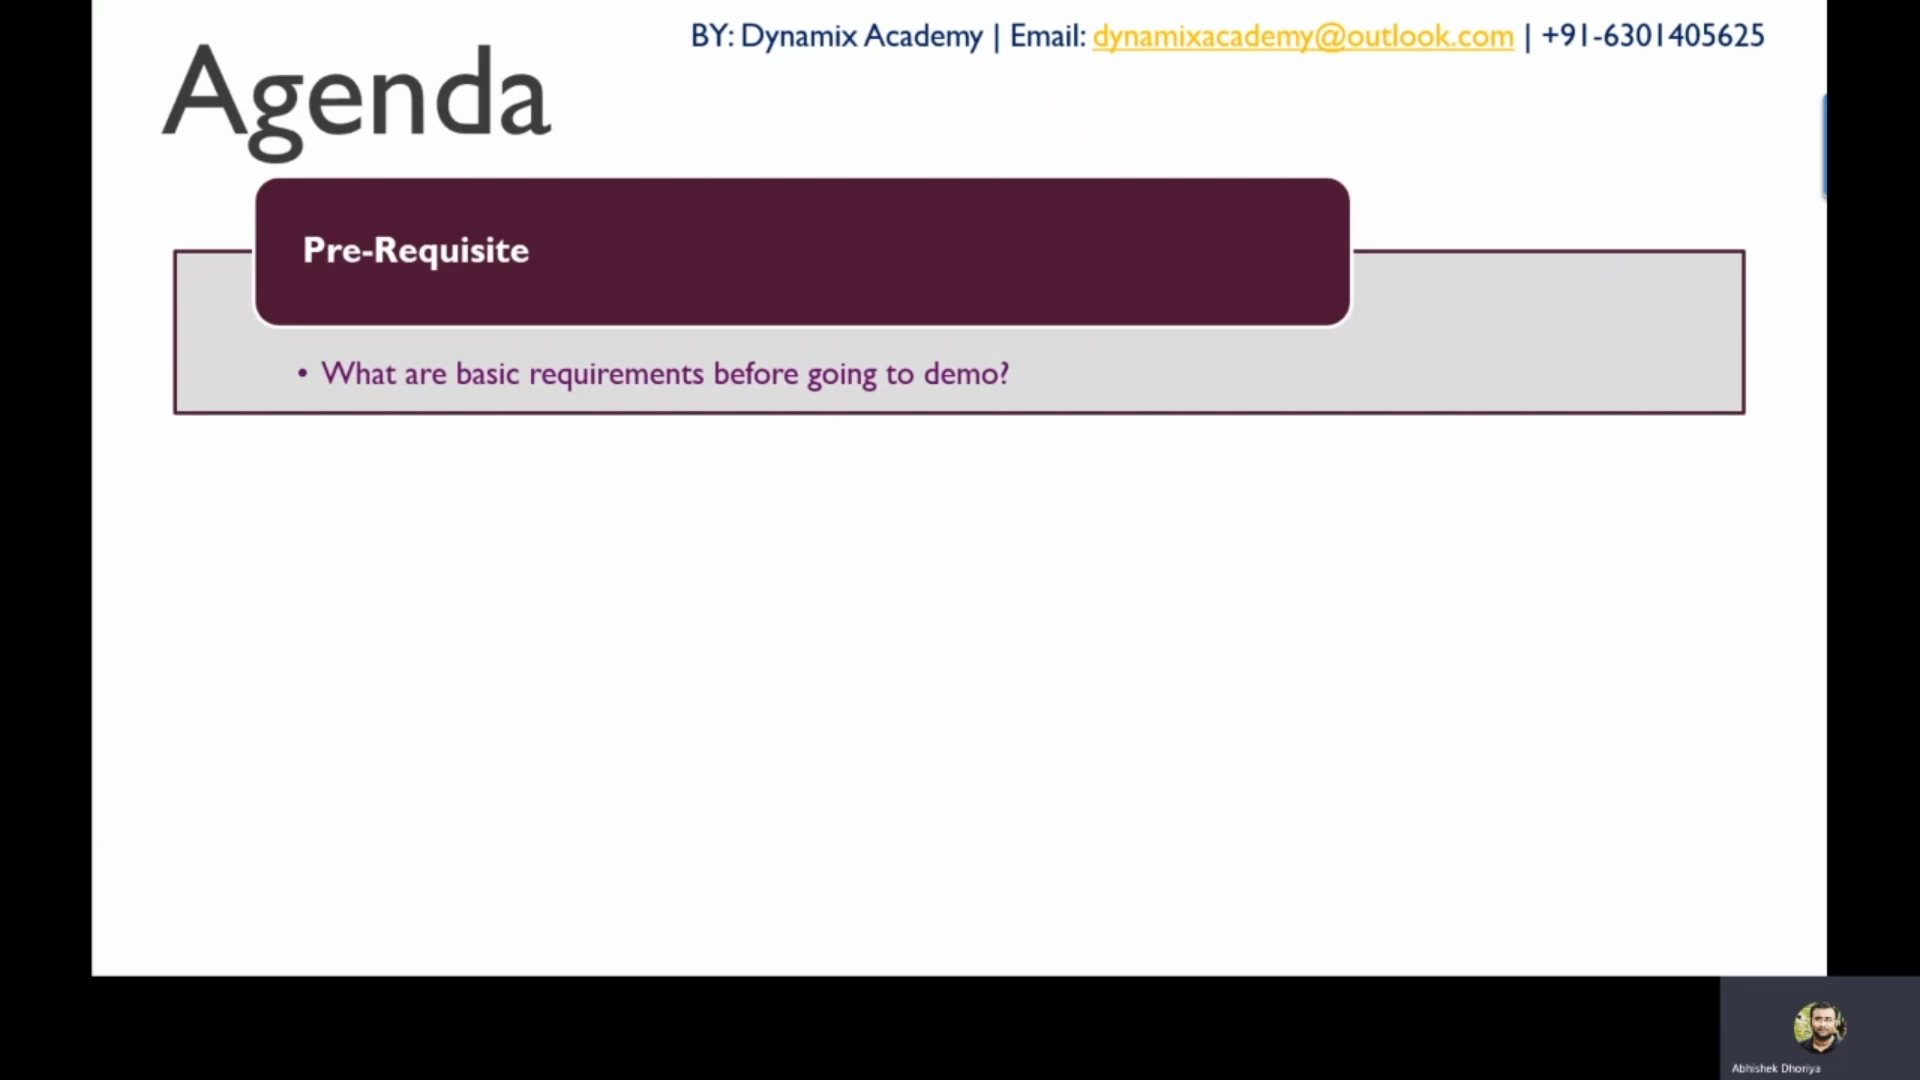 BY: Dynamix Academy | Email: dynamixacademy@outlook.com | +91-6301405625
Agenda
Pre-Requisite
• What are basic requirements before going to demo?
Abhishek Dhoriya